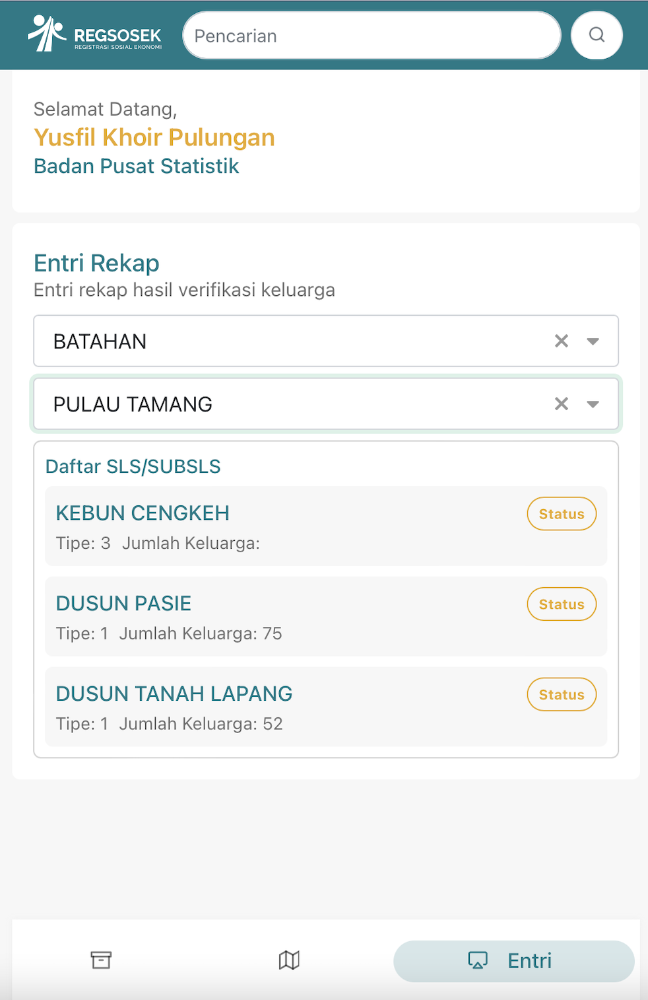 REGSOSEK
REGISTRASI SOSIAL EKONOMI
Pencarian
Selamat Datang,
Yusfil Khoir Pulungan
Badan Pusat Statistik
Entri Rekap
Entri rekap hasil verifikasi keluarga
BATAHAN
PULAU TAMANG
Daftar SLS/SUBSLS
KEBUN CENGKEH
Status
Tipe: 3 Jumlah Keluarga:
DUSUN PASIE
Status
Tipe: 1 Jumlah Keluarga: 75
DUSUN TANAH LAPANG
Status
Tipe: 1 Jumlah Keluarga: 52
Entri